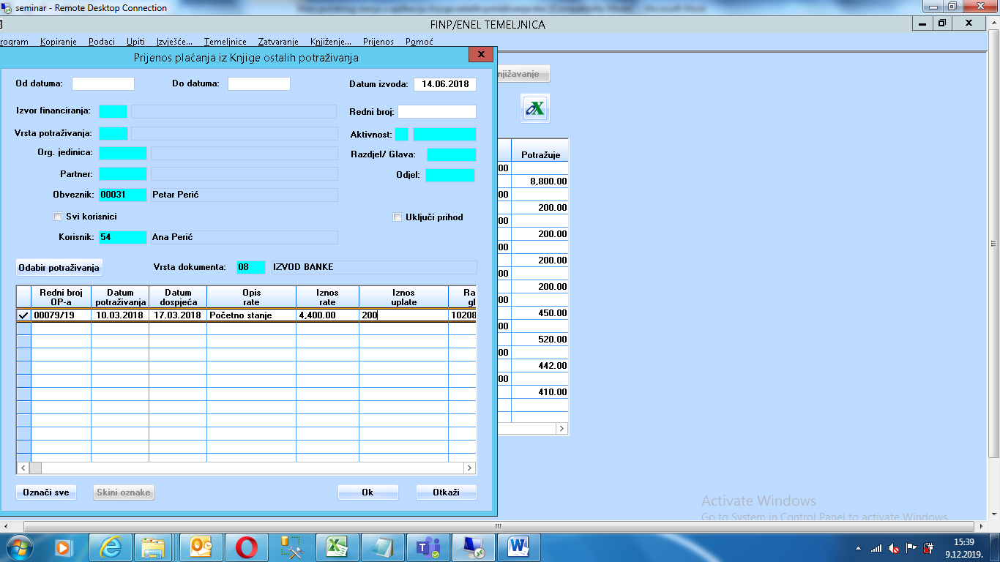 seminar - Remote Desktop Connection
FINP/ENEL TEMELJNICA
rogram Kopiranje Podaci Upiti Izvješće... Temeljnice Zatvaranje Knjiženje... Prijenos Pomoć
Prijenos plaćanja iz Knjige ostalih potraživanja x
Od datuma: Do datuma: Datum izvoda: 14.06.2018
njižavanje
Izvor financiranja: Redni broj:
Vrsta potraživanja: Aktivnost:
Org. jedinica: Razdjel/ Glava:
Partner: Odjel:
Obveznik: 00031 Petar Perić
Svi korisnici Uključi prihod
Korisnik: 54 Ana Perić
Odabir potraživanja Vrsta dokumenta: 08 IZVOD BANKE
Redni broj OP-a Datum potraživanja Datum dospjeća Opis rate Iznos rate Iznos uplate Ra gl
00079/19 10.03.2018 17.03.2018 Početno stanje 4,400.00 200 10208
Označi sve Skini oznake Ok Otkaži
Potražuje
00
8,800.00
00
200.00
00
200.00
00
200.00
00
200.00
00
450.00
00
520.00
00
442.00
00
410.00
Activate Windows
Go to System in Control Panel to activate Windows.
15:39
9.12.2019.